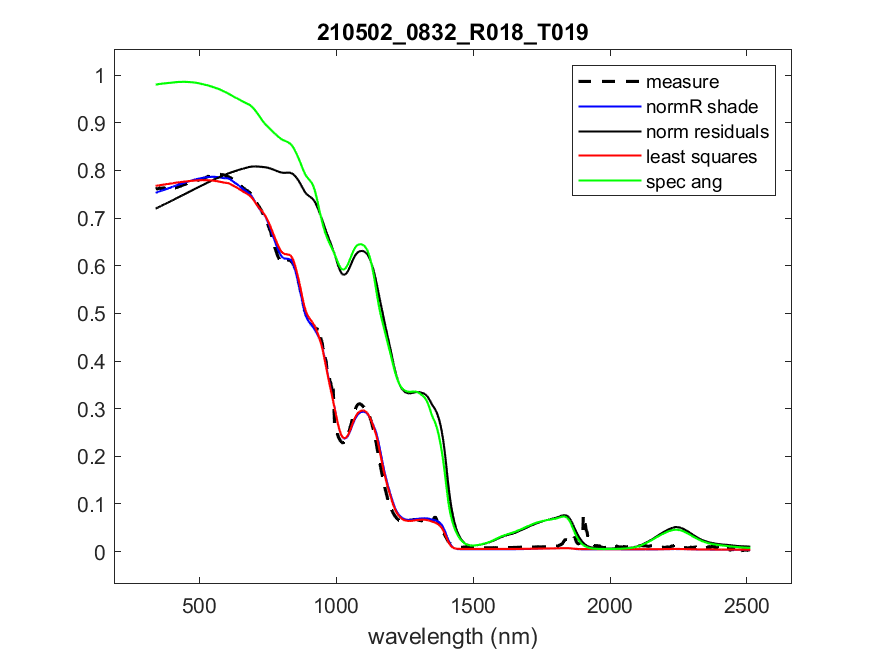 210502_0832_R018_T019
1
0.9
0.8
0.7
0.6
0.5
0.4
0.3
0.2
0.1
0
measure
normR shade
norm residuals
least squares
spec ang
500 1000 1500 2000 2500
wavelength (nm)